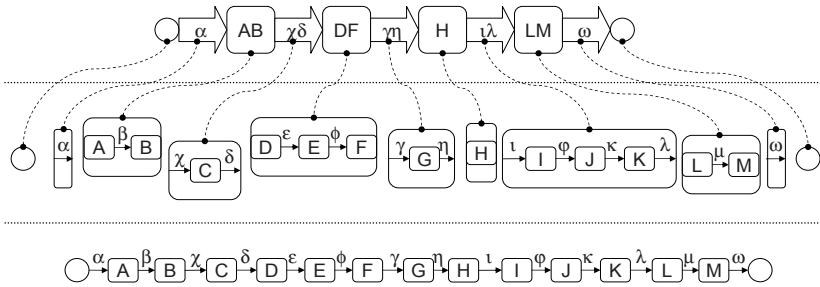 α AB χδ DF γη H ιλ LM ω
α A β B χ C δ D ε E ϕ F γ G η H ι I φ J κ K λ L μ M ω
α A β B χ C δ D ε E ϕ F γ G η H ι I φ J κ K λ L μ M ω